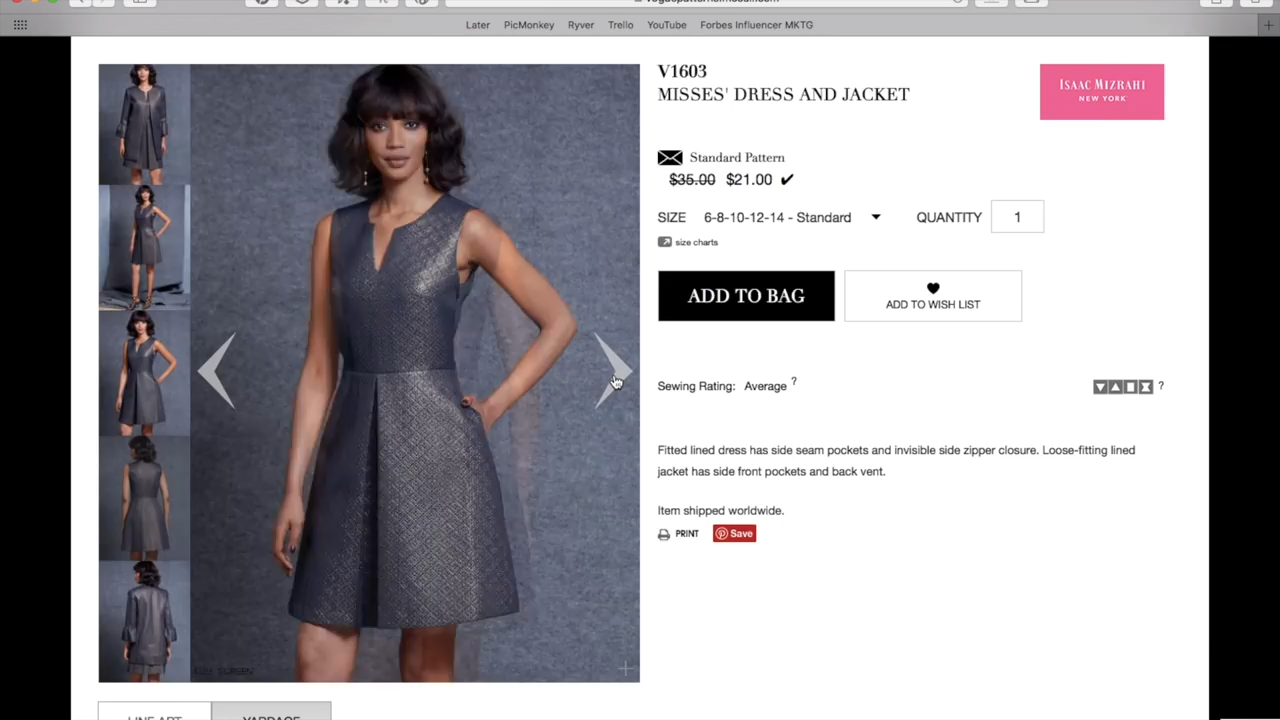 Later PicMonkey Ryver Trello YouTube Forbes Influencer MKTG
V1603
MISSES' DRESS AND JACKET
ISAAC MIZRAHI
NEW YORK
Standard Pattern
$35.00 $21.00 ✔
SIZE 6-8-10-12-14 - Standard QUANTITY 1
size charts
ADD TO BAG
ADD TO WISH LIST
Sewing Rating: Average ? ?
Fitted lined dress has side seam pockets and invisible side zipper closure. Loose-fitting lined
jacket has side front pockets and back vent.
Item shipped worldwide.
PRINT Save
LINE ART YARDAGE